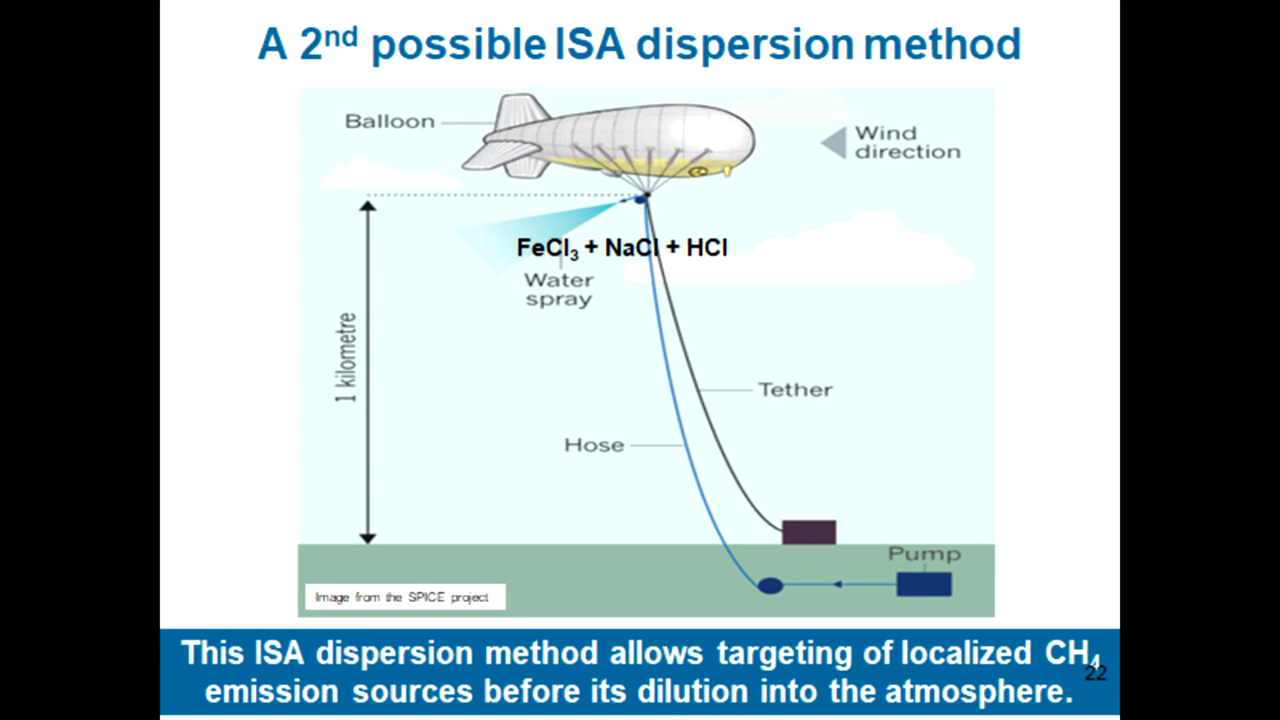 A 2nd possible ISA dispersion method
Balloon
Wind
direction
FeCl3 + NaCl + HCl
Water
spray
1 kilometre
Tether
Hose
Pump
Image from the SPICE project
This ISA dispersion method allows targeting of localized CH4
22
emission sources before its dilution into the atmosphere.